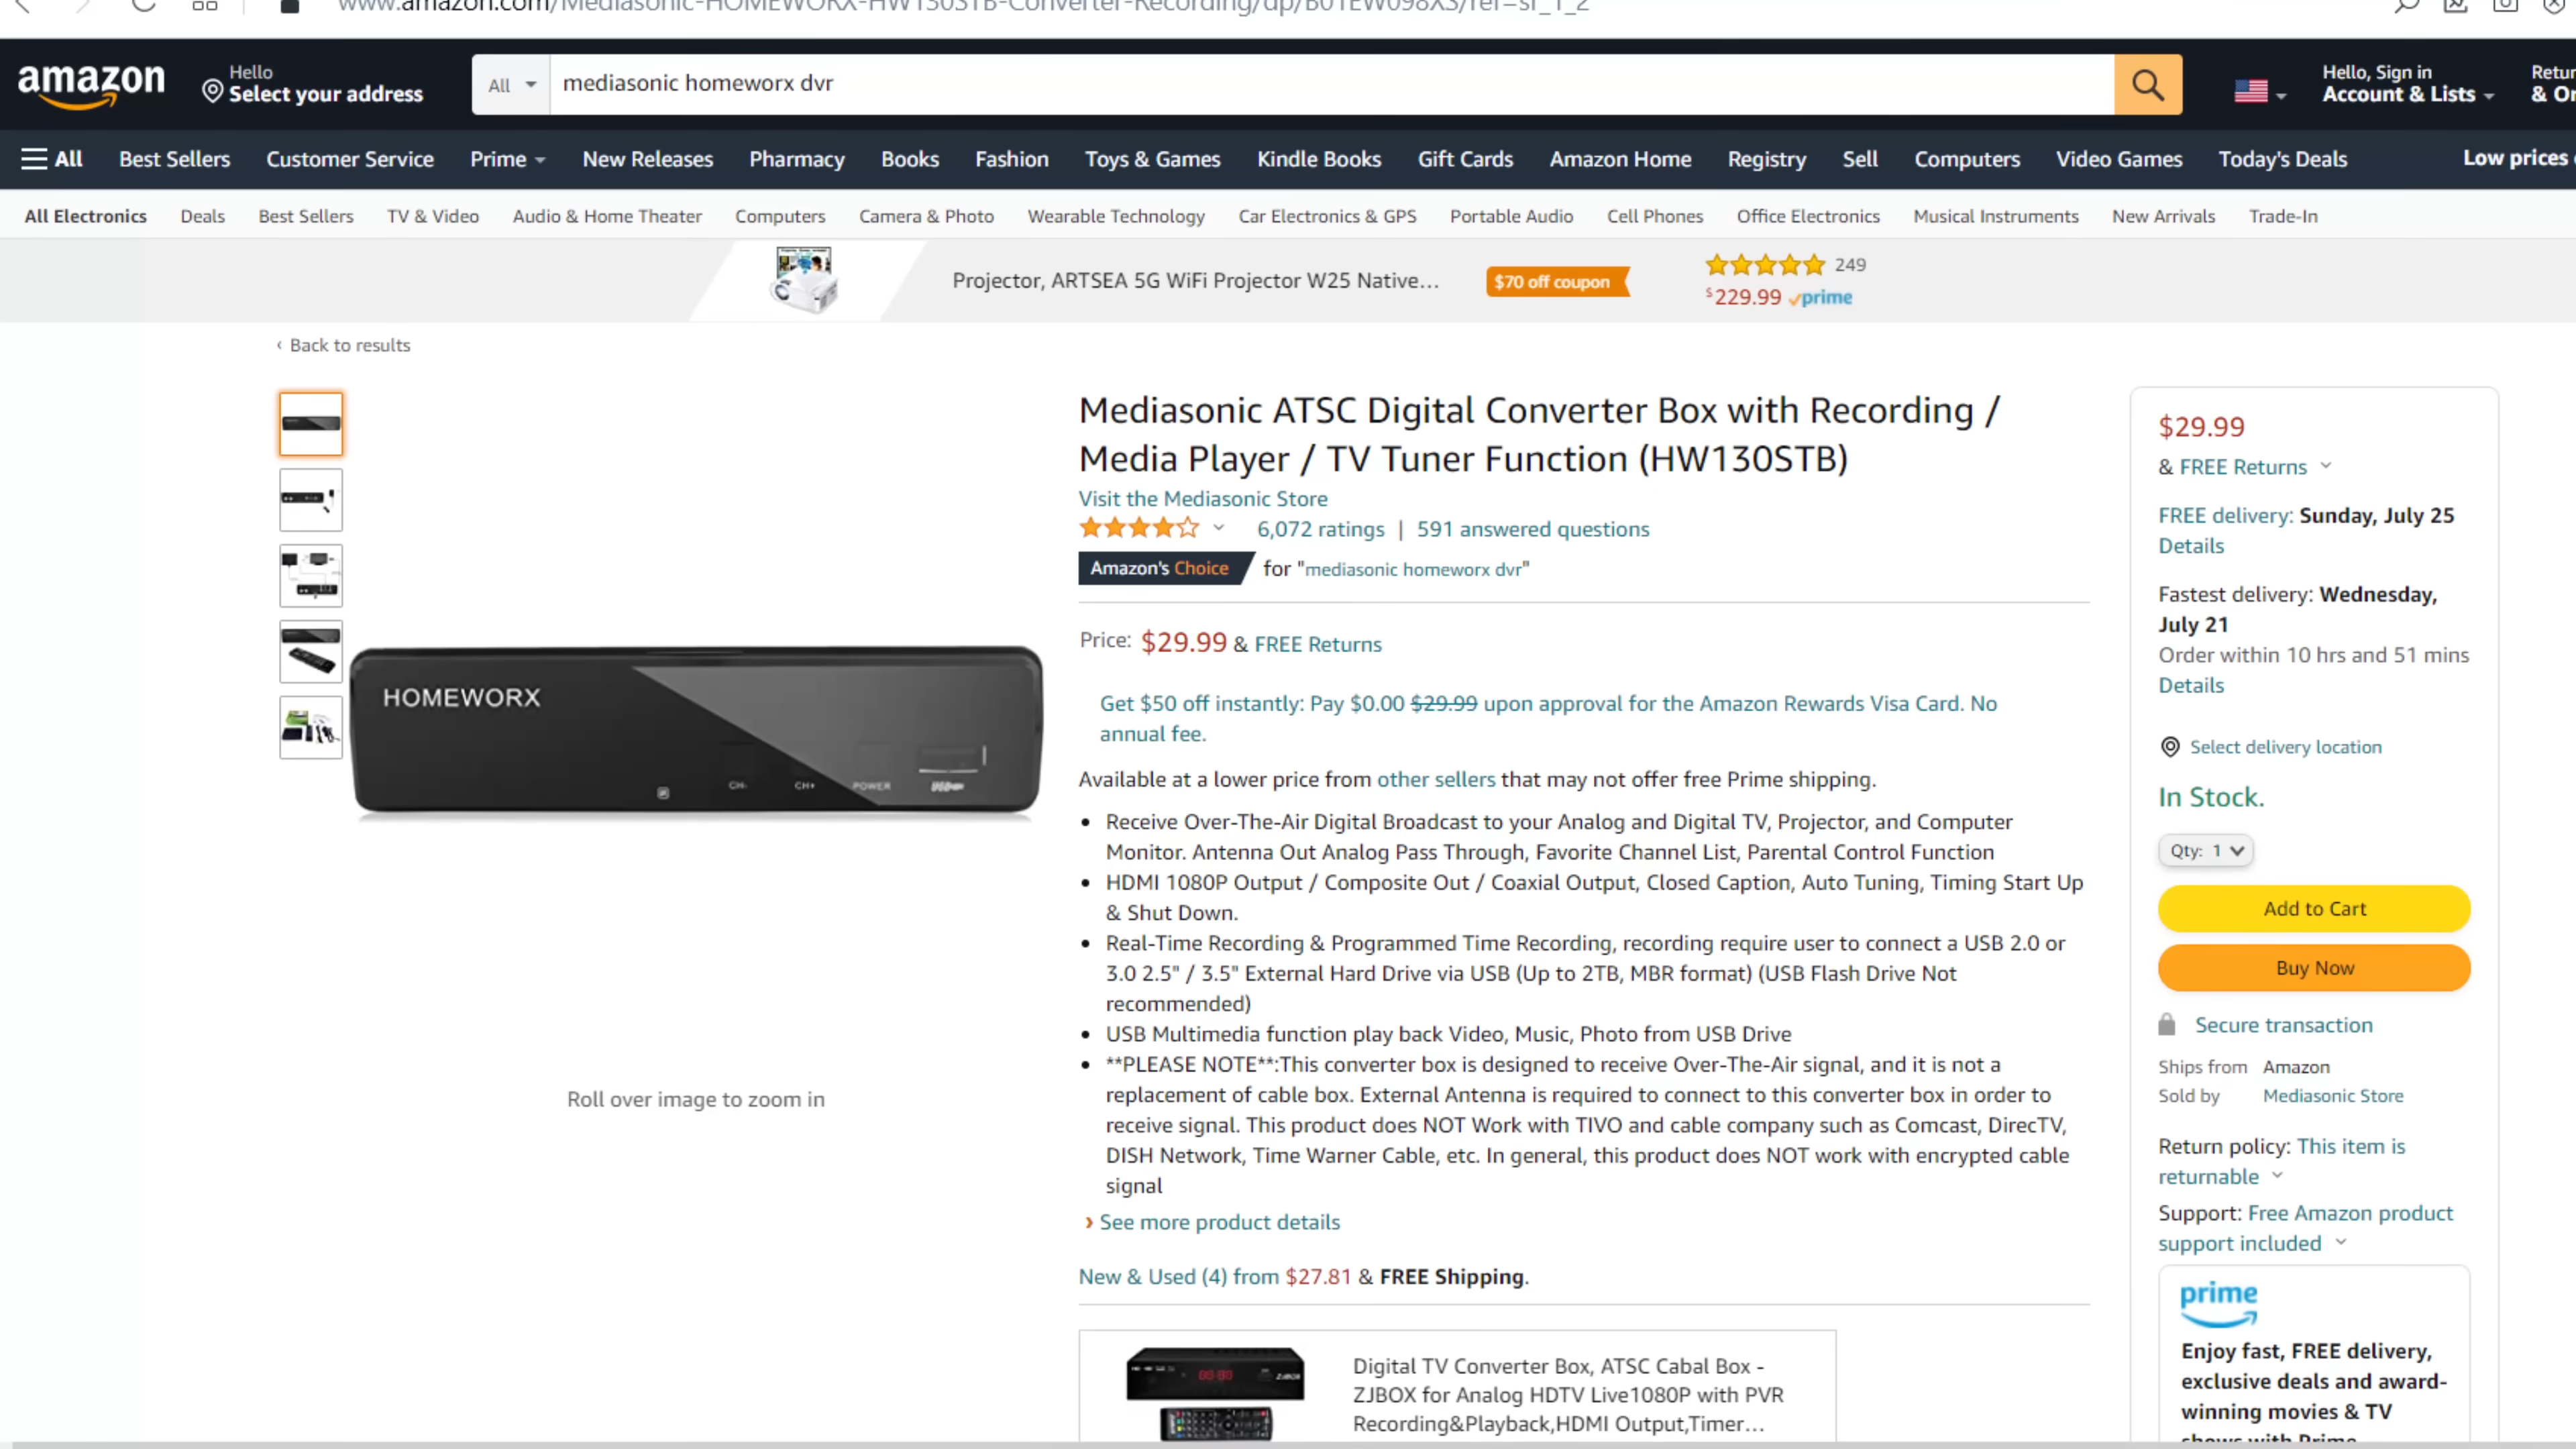 www.amazon.com/Mediasonic-HOMEWORX-HW130STB-Converter-Recording/dp/B01EW098XS/ref=sr_1_2
amazon
Hello
Select your address
All
mediasonic homeworx dvr
Hello, Sign in
Account & Lists
All
Best Sellers
Customer Service
Prime
New Releases
Pharmacy
Books
Fashion
Toys & Games
Kindle Books
Gift Cards
Amazon Home
Registry
Sell
Computers
Video Games
Today's Deals
Low prices
All Electronics
Deals
Best Sellers
TV & Video
Audio & Home Theater
Computers
Camera & Photo
Wearable Technology
Car Electronics & GPS
Portable Audio
Cell Phones
Office Electronics
Musical Instruments
New Arrivals
Trade-In
Projector, ARTSEA 5G WiFi Projector W25 Native…
$70 off coupon
249
$229.99 prime
‹ Back to results
HOMEWORX
CH-
CH+
POWER
USB
Roll over image to zoom in
Mediasonic ATSC Digital Converter Box with Recording /
Media Player / TV Tuner Function (HW130STB)
Visit the Mediasonic Store
6,072 ratings | 591 answered questions
Amazon's Choice for "mediasonic homeworx dvr"
Price: $29.99 & FREE Returns
Get $50 off instantly: Pay $0.00 $29.99 upon approval for the Amazon Rewards Visa Card. No
annual fee.
Available at a lower price from other sellers that may not offer free Prime shipping.
• Receive Over-The-Air Digital Broadcast to your Analog and Digital TV, Projector, and Computer
Monitor. Antenna Out Analog Pass Through, Favorite Channel List, Parental Control Function
• HDMI 1080P Output / Composite Out / Coaxial Output, Closed Caption, Auto Tuning, Timing Start Up
& Shut Down.
• Real-Time Recording & Programmed Time Recording, recording require user to connect a USB 2.0 or
3.0 2.5" / 3.5" External Hard Drive via USB (Up to 2TB, MBR format) (USB Flash Drive Not
recommended)
• USB Multimedia function play back Video, Music, Photo from USB Drive
• **PLEASE NOTE**:This converter box is designed to receive Over-The-Air signal, and it is not a
replacement of cable box. External Antenna is required to connect to this converter box in order to
receive signal. This product does NOT Work with TIVO and cable company such as Comcast, DirecTV,
DISH Network, Time Warner Cable, etc. In general, this product does NOT work with encrypted cable
signal
› See more product details
New & Used (4) from $27.81 & FREE Shipping.
Digital TV Converter Box, ATSC Cabal Box -
ZJBOX for Analog HDTV Live1080P with PVR
Recording&Playback,HDMI Output,Timer…
$29.99
& FREE Returns
FREE delivery: Sunday, July 25
Details
Fastest delivery: Wednesday,
July 21
Order within 10 hrs and 51 mins
Details
Select delivery location
In Stock.
Qty: 1
Add to Cart
Buy Now
Secure transaction
Ships from Amazon
Sold by Mediasonic Store
Return policy: This item is
returnable
Support: Free Amazon product
support included
prime
Enjoy fast, FREE delivery,
exclusive deals and award-
winning movies & TV
shows with Prime